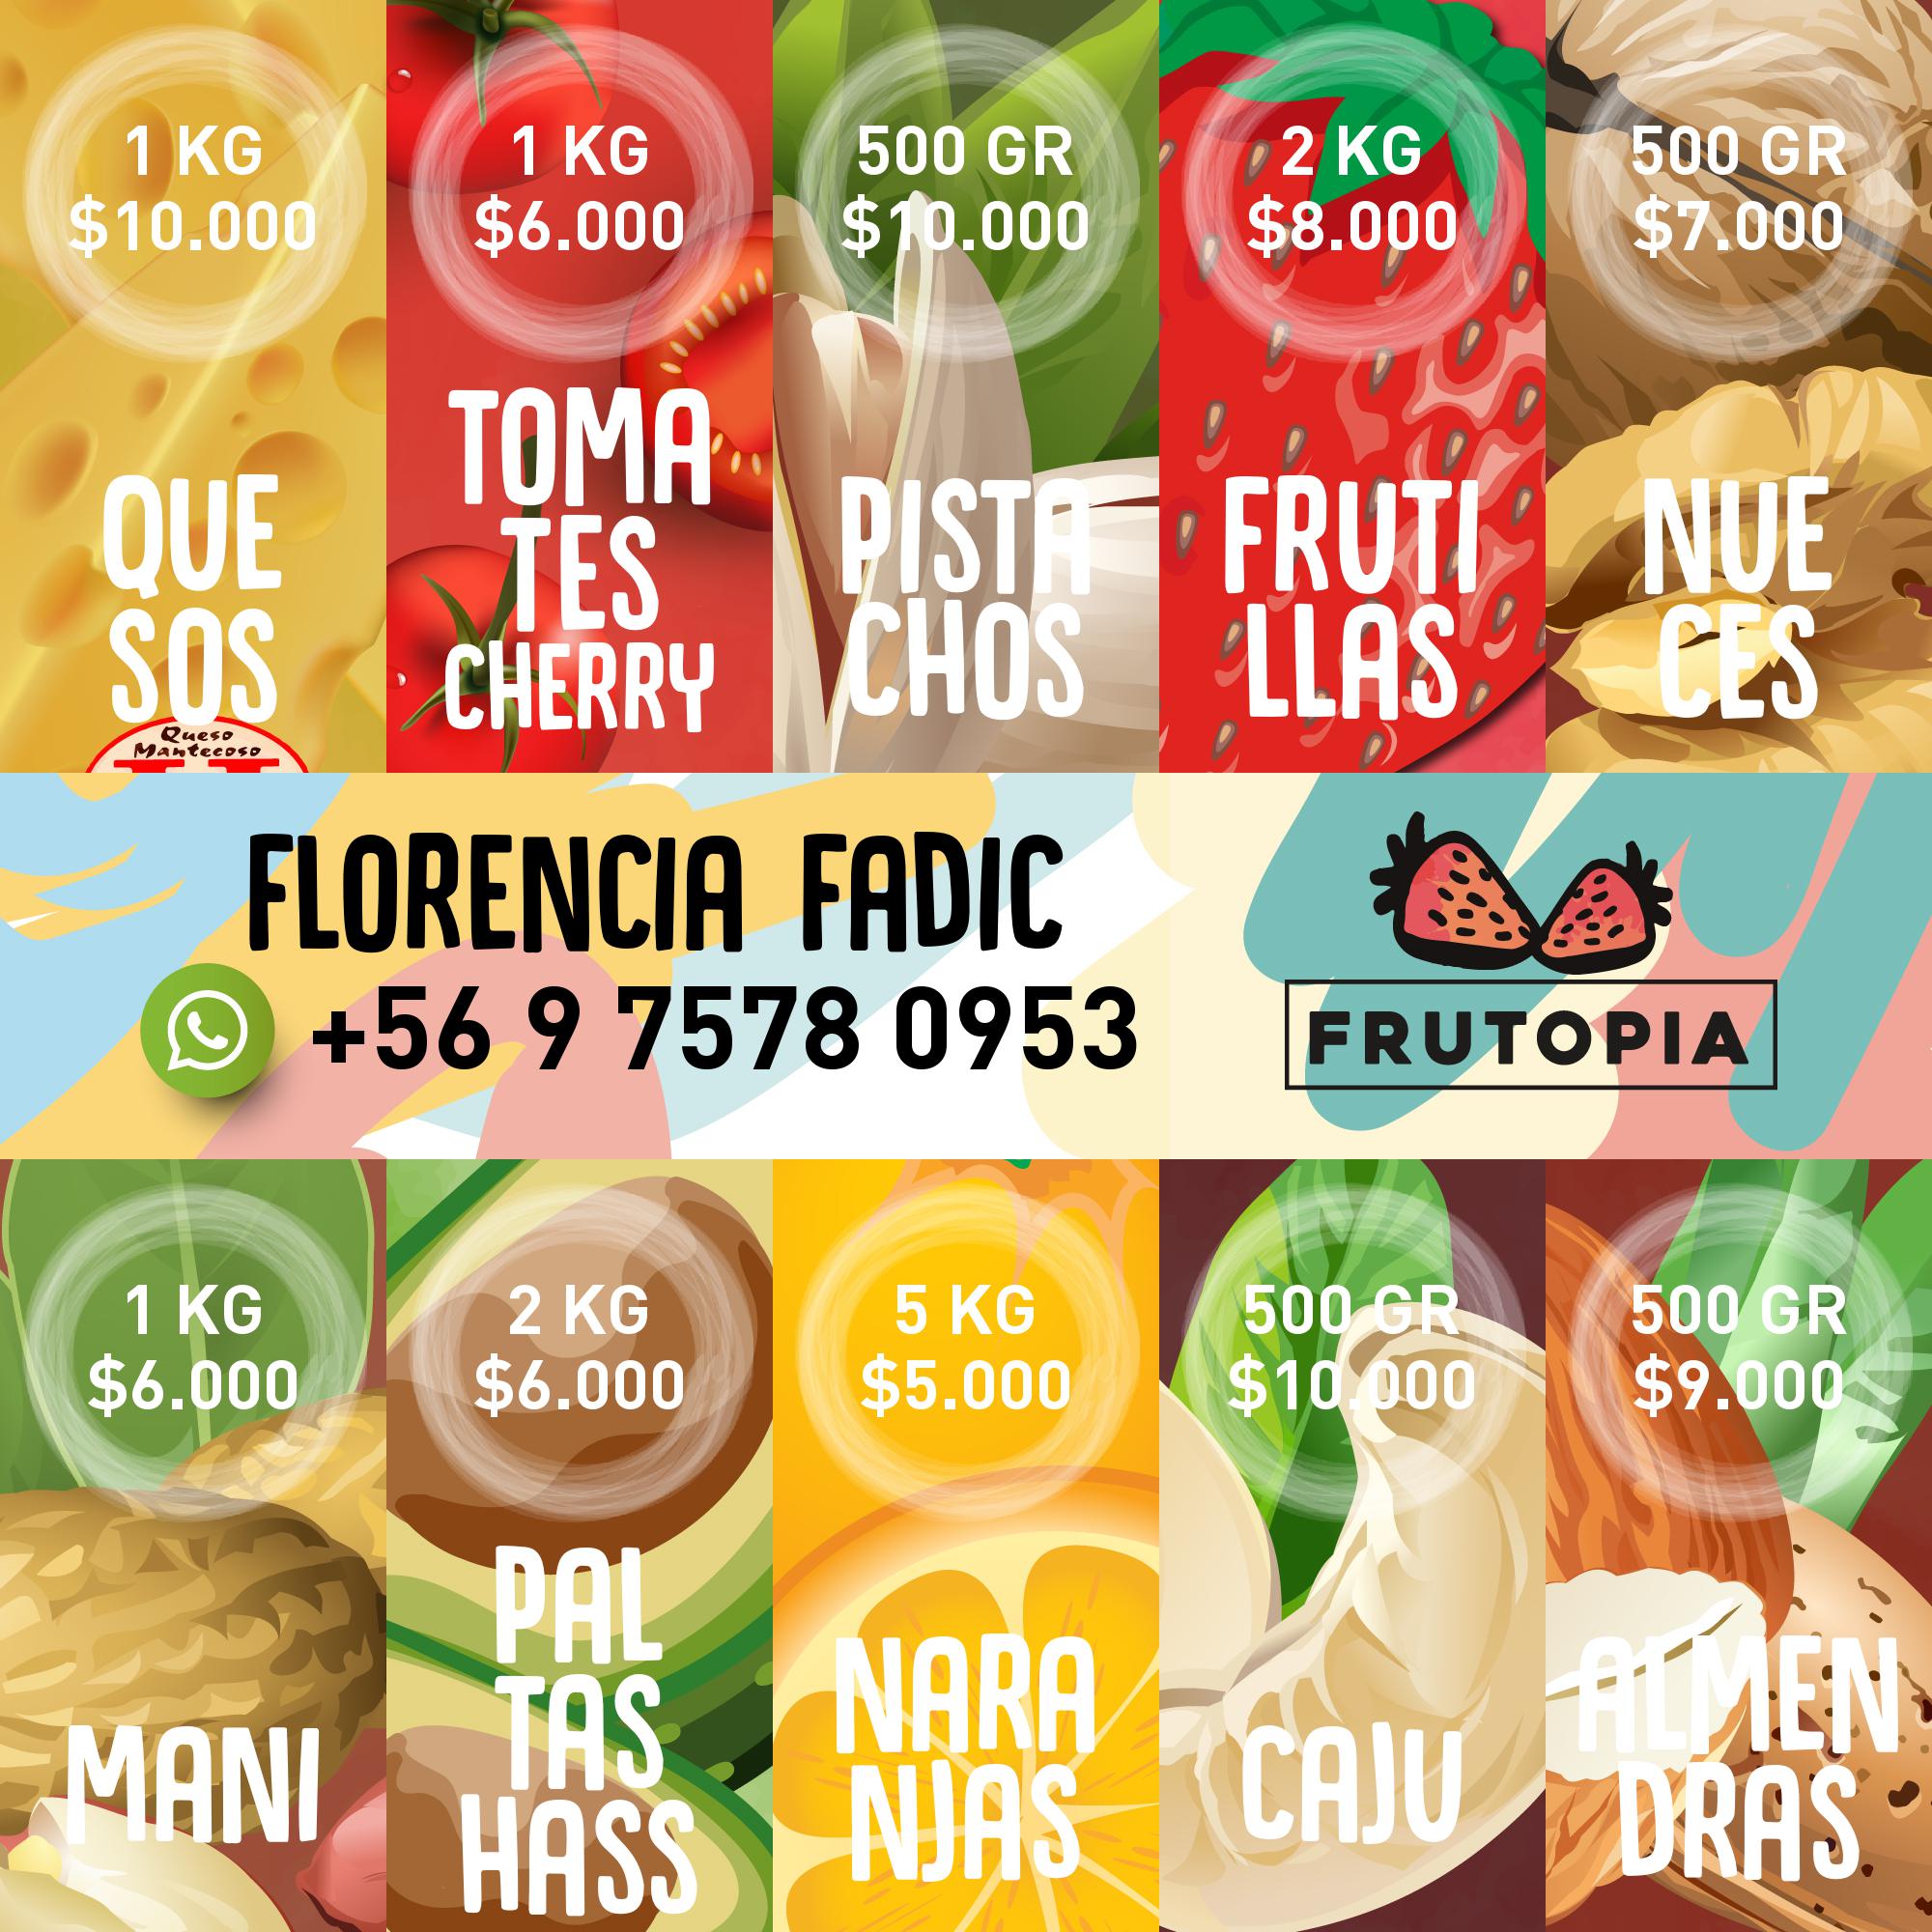 1 KG
$10.000
QUE
SOS
Queso
Mantecoso
1 KG
$6.000
TOMA
TES
CHERRY
500 GR
$10.000
PISTA
CHOS
2 KG
$8.000
FRUTI
LLAS
500 GR
$7.000
NUE
CES
FLORENCIA FADIC
+56 9 7578 0953
FRUTOPIA
1 KG
$6.000
MANI
2 KG
$6.000
PAL
TAS
HASS
5 KG
$5.000
NARA
NJAS
500 GR
$10.000
CAJU
500 GR
$9.000
ALMEN
DRAS